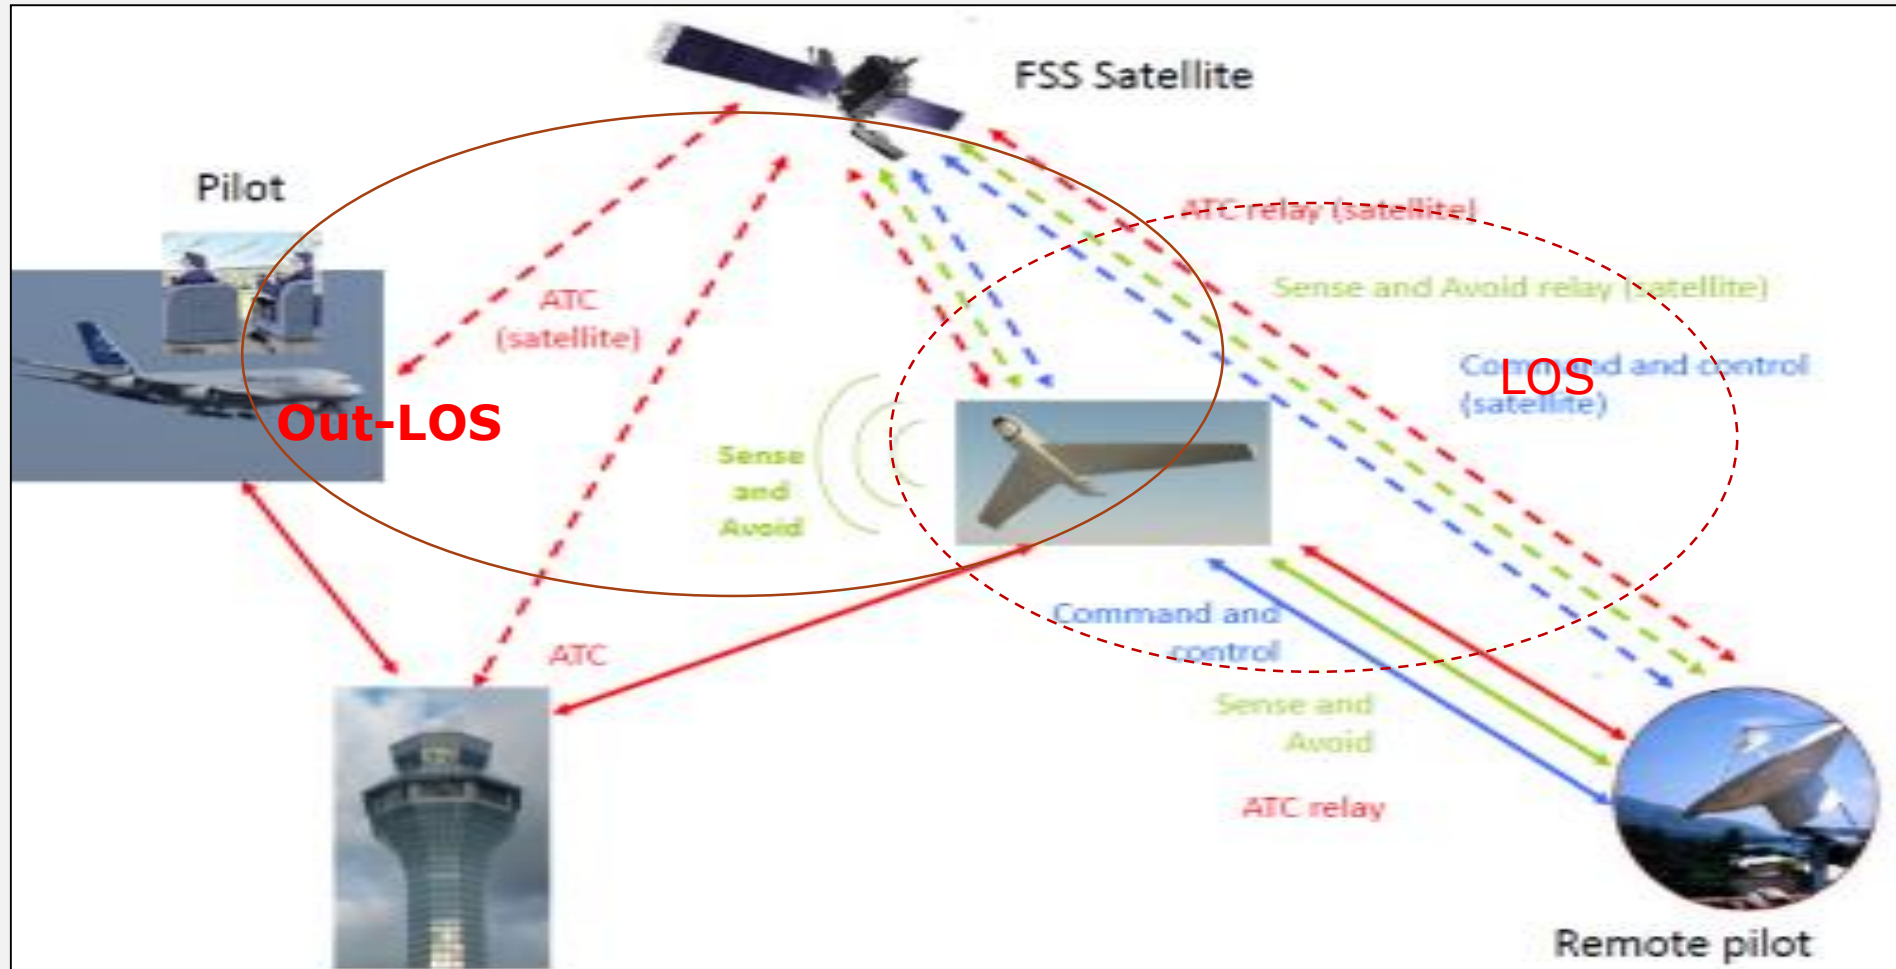 FSS Satellite
Pilot
ATC relay (satellite)
ATC
(satellite)
Sense and Avoid relay (satellite)
Command and control
(satellite)
LOS
Out-LOS
Sense
and
Avoid
Command and
control
ATC
Sense and
Avoid
ATC relay
Remote pilot